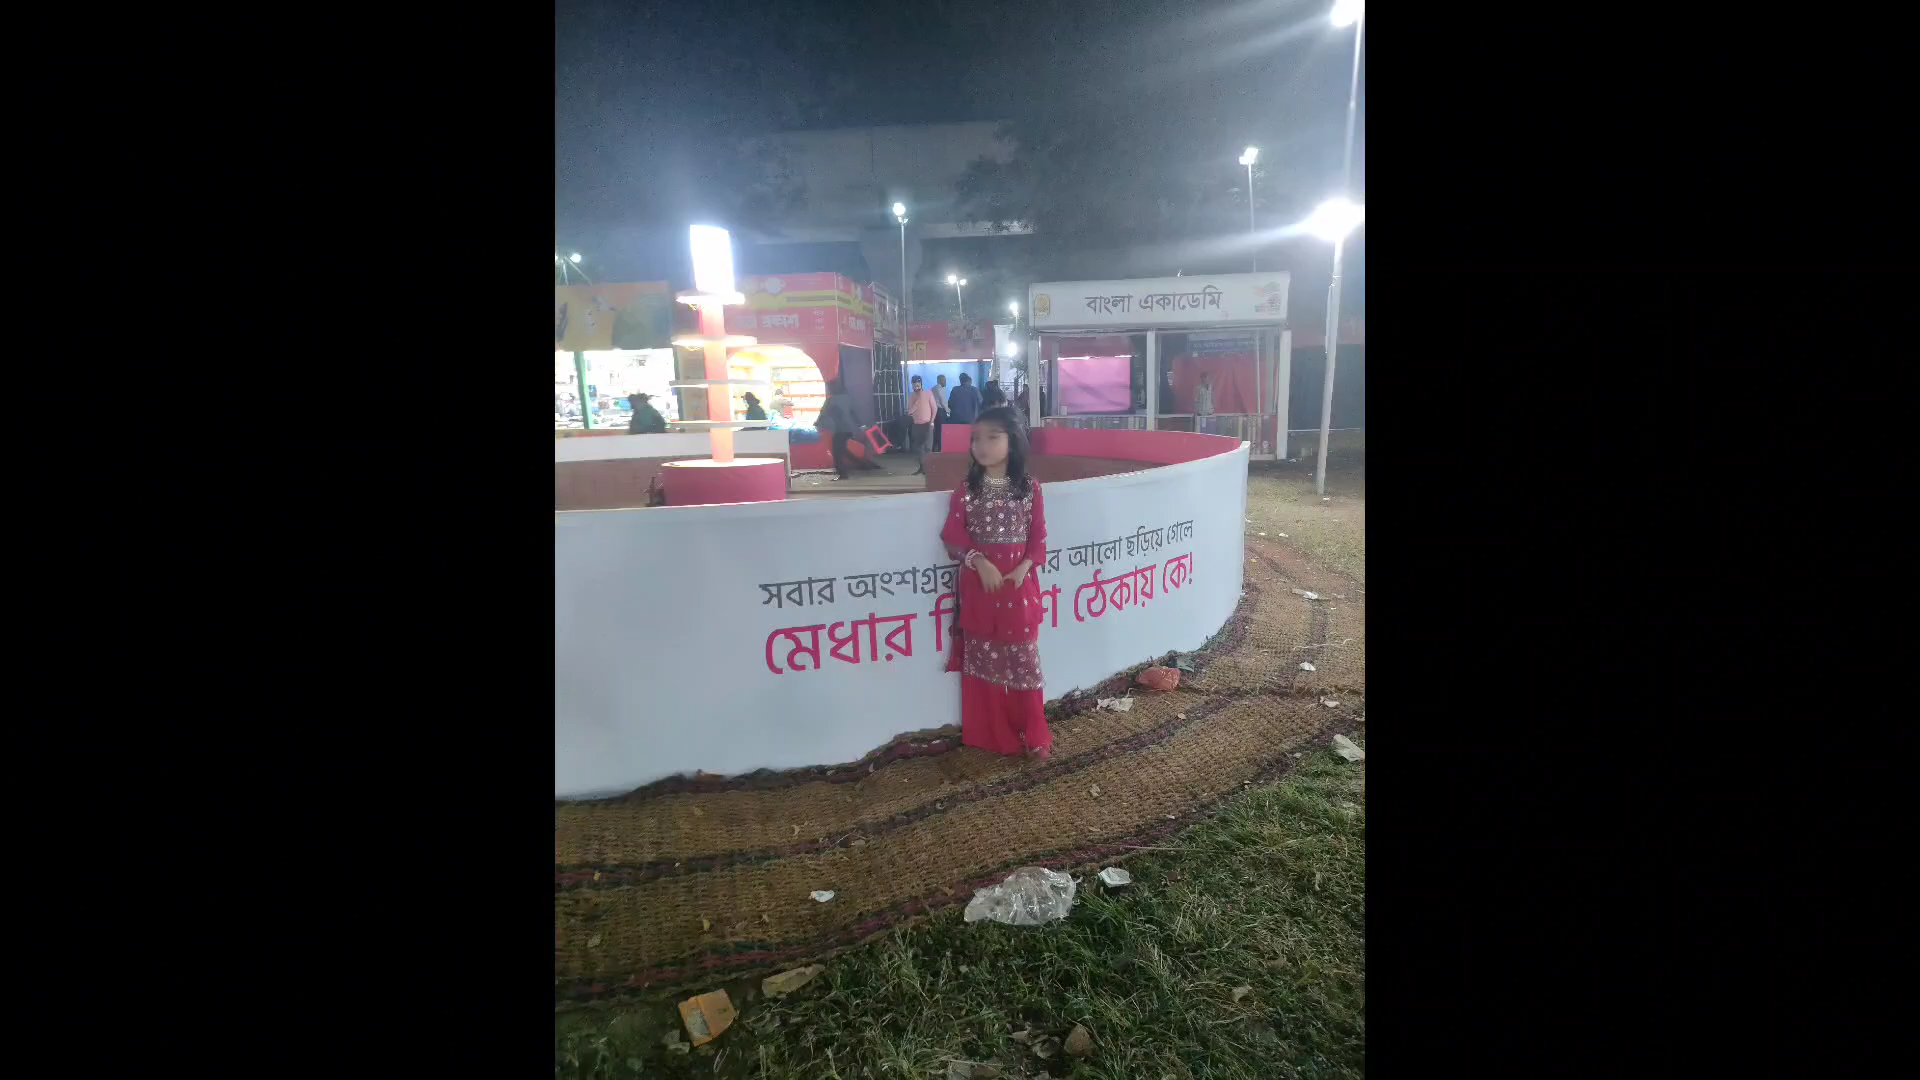 বাংলা একাডেমি
সবার অংশগ্রহ আলো ছড়িয়ে গেলে
মেধার ঠেকায় কে!